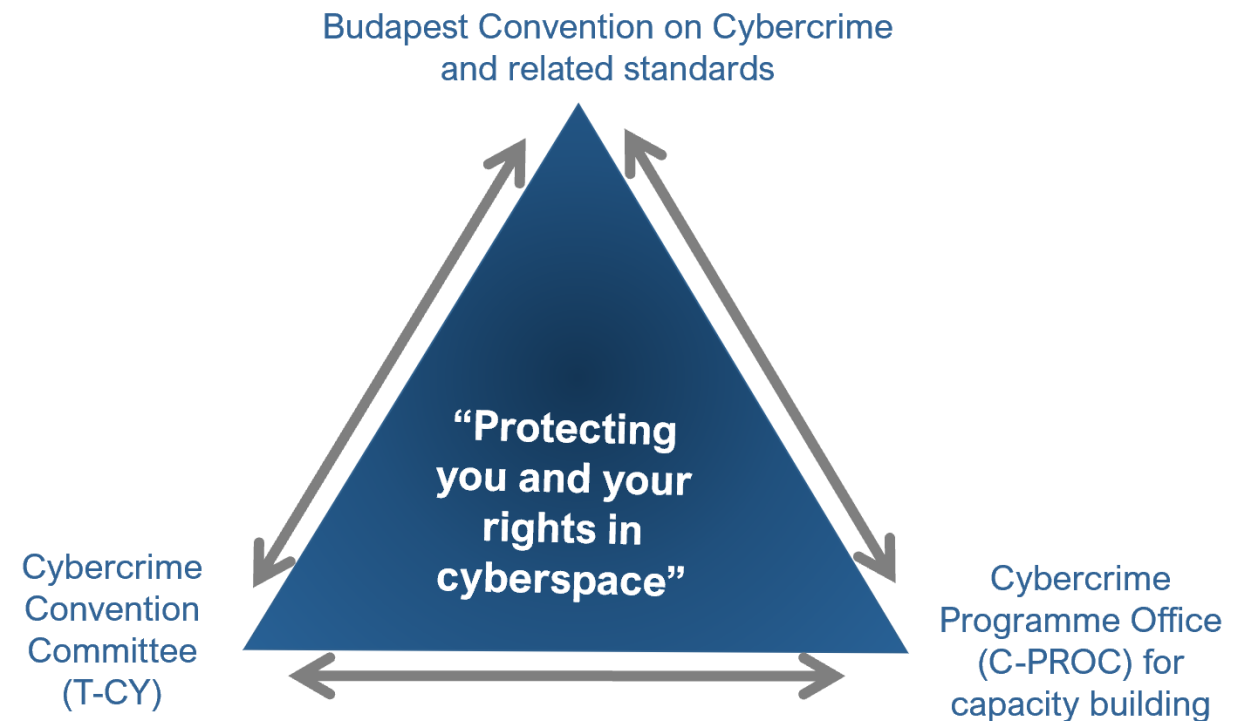 Budapest Convention on Cybercrime
and related standards
“Protecting
you and your
rights in
cyberspace”
Cybercrime
Convention
Committee
(T-CY)
Cybercrime
Programme Office
(C-PROC) for
capacity building